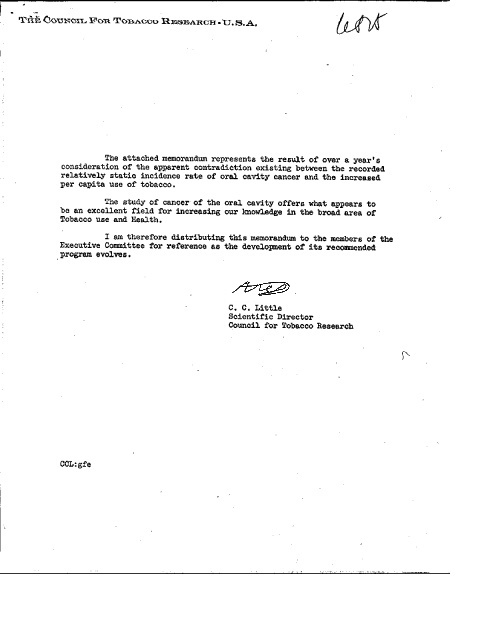 THE COUNCIL FOR TOBACCO RESEARCH - U.S.A.
The attached memorandum represents the result of over a year's
consideration of the apparent contradiction existing between the recorded
relatively static incidence rate of oral cavity cancer and the increased
per capita use of tobacco.
The study of cancer of the oral cavity offers what appears to
be an excellent field for increasing our knowledge in the broad area of
Tobacco use and Health.
I am therefore distributing this memorandum to the members of the
Executive Committee for reference as the development of its recommended
program evolves.
C. C. Little
Scientific Director
Council for Tobacco Research
CCL:gfe